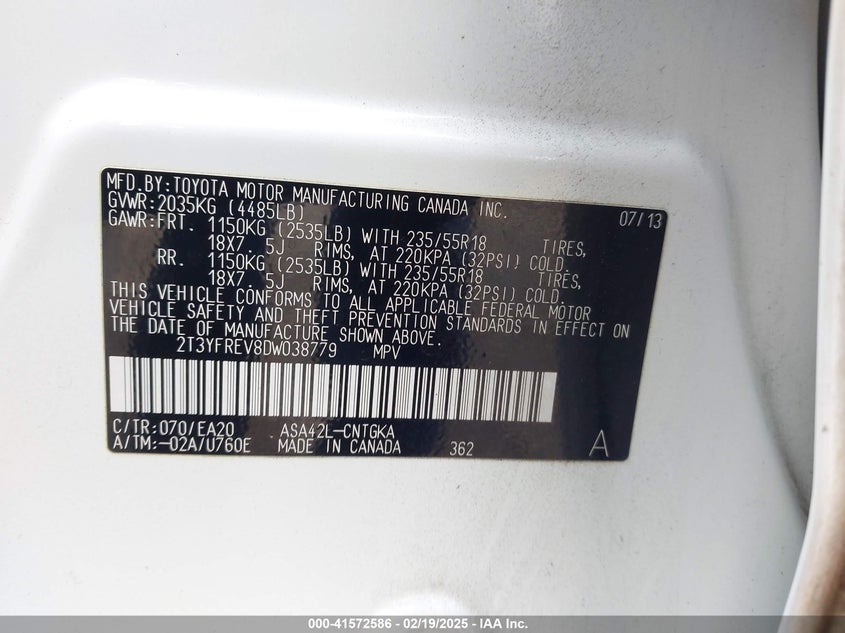 MFD.BY:TOYOTA MOTOR MANUFACTURING CANADA INC. 07/13
GVWR:2035KG (4485LB)
GAWR:FRT. 1150KG (2535LB) WITH 235/55R18 TIRES,
18X7. 5J RIMS, AT 220KPA (32PSI) COLD.
RR. 1150KG (2535LB) WITH 235/55R18 TIRES,
18X7. 5J RIMS, AT 220KPA (32PSI) COLD.
THIS VEHICLE CONFORMS TO ALL APPLICABLE FEDERAL MOTOR
VEHICLE SAFETY AND THEFT PREVENTION STANDARDS IN EFFECT ON
THE DATE OF MANUFACTURE SHOWN ABOVE.
2T3YFREV8DW038779 MPV
C/TR:070/EA20 ASA42L-CNTGKA
A/TM:-02A/U760E MADE IN CANADA 362 A
000-41572586 - 02/19/2025 - IAA Inc.